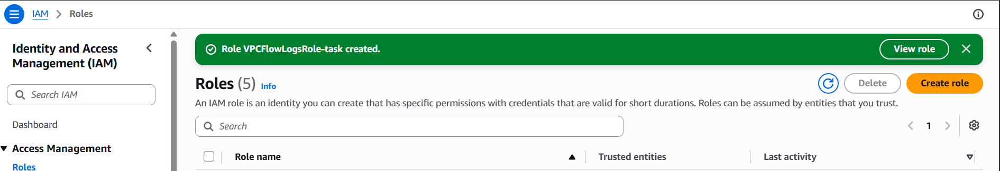 IAM > Roles
Identity and Access
Management (IAM)
Search IAM
Dashboard
Access Management
Roles
Role VPCFlowLogsRole-task created.
View role
Roles (5) Info
Delete
Create role
An IAM role is an identity you can create that has specific permissions with credentials that are valid for short durations. Roles can be assumed by entities that you trust.
Search
1
Role name
Trusted entities
Last activity